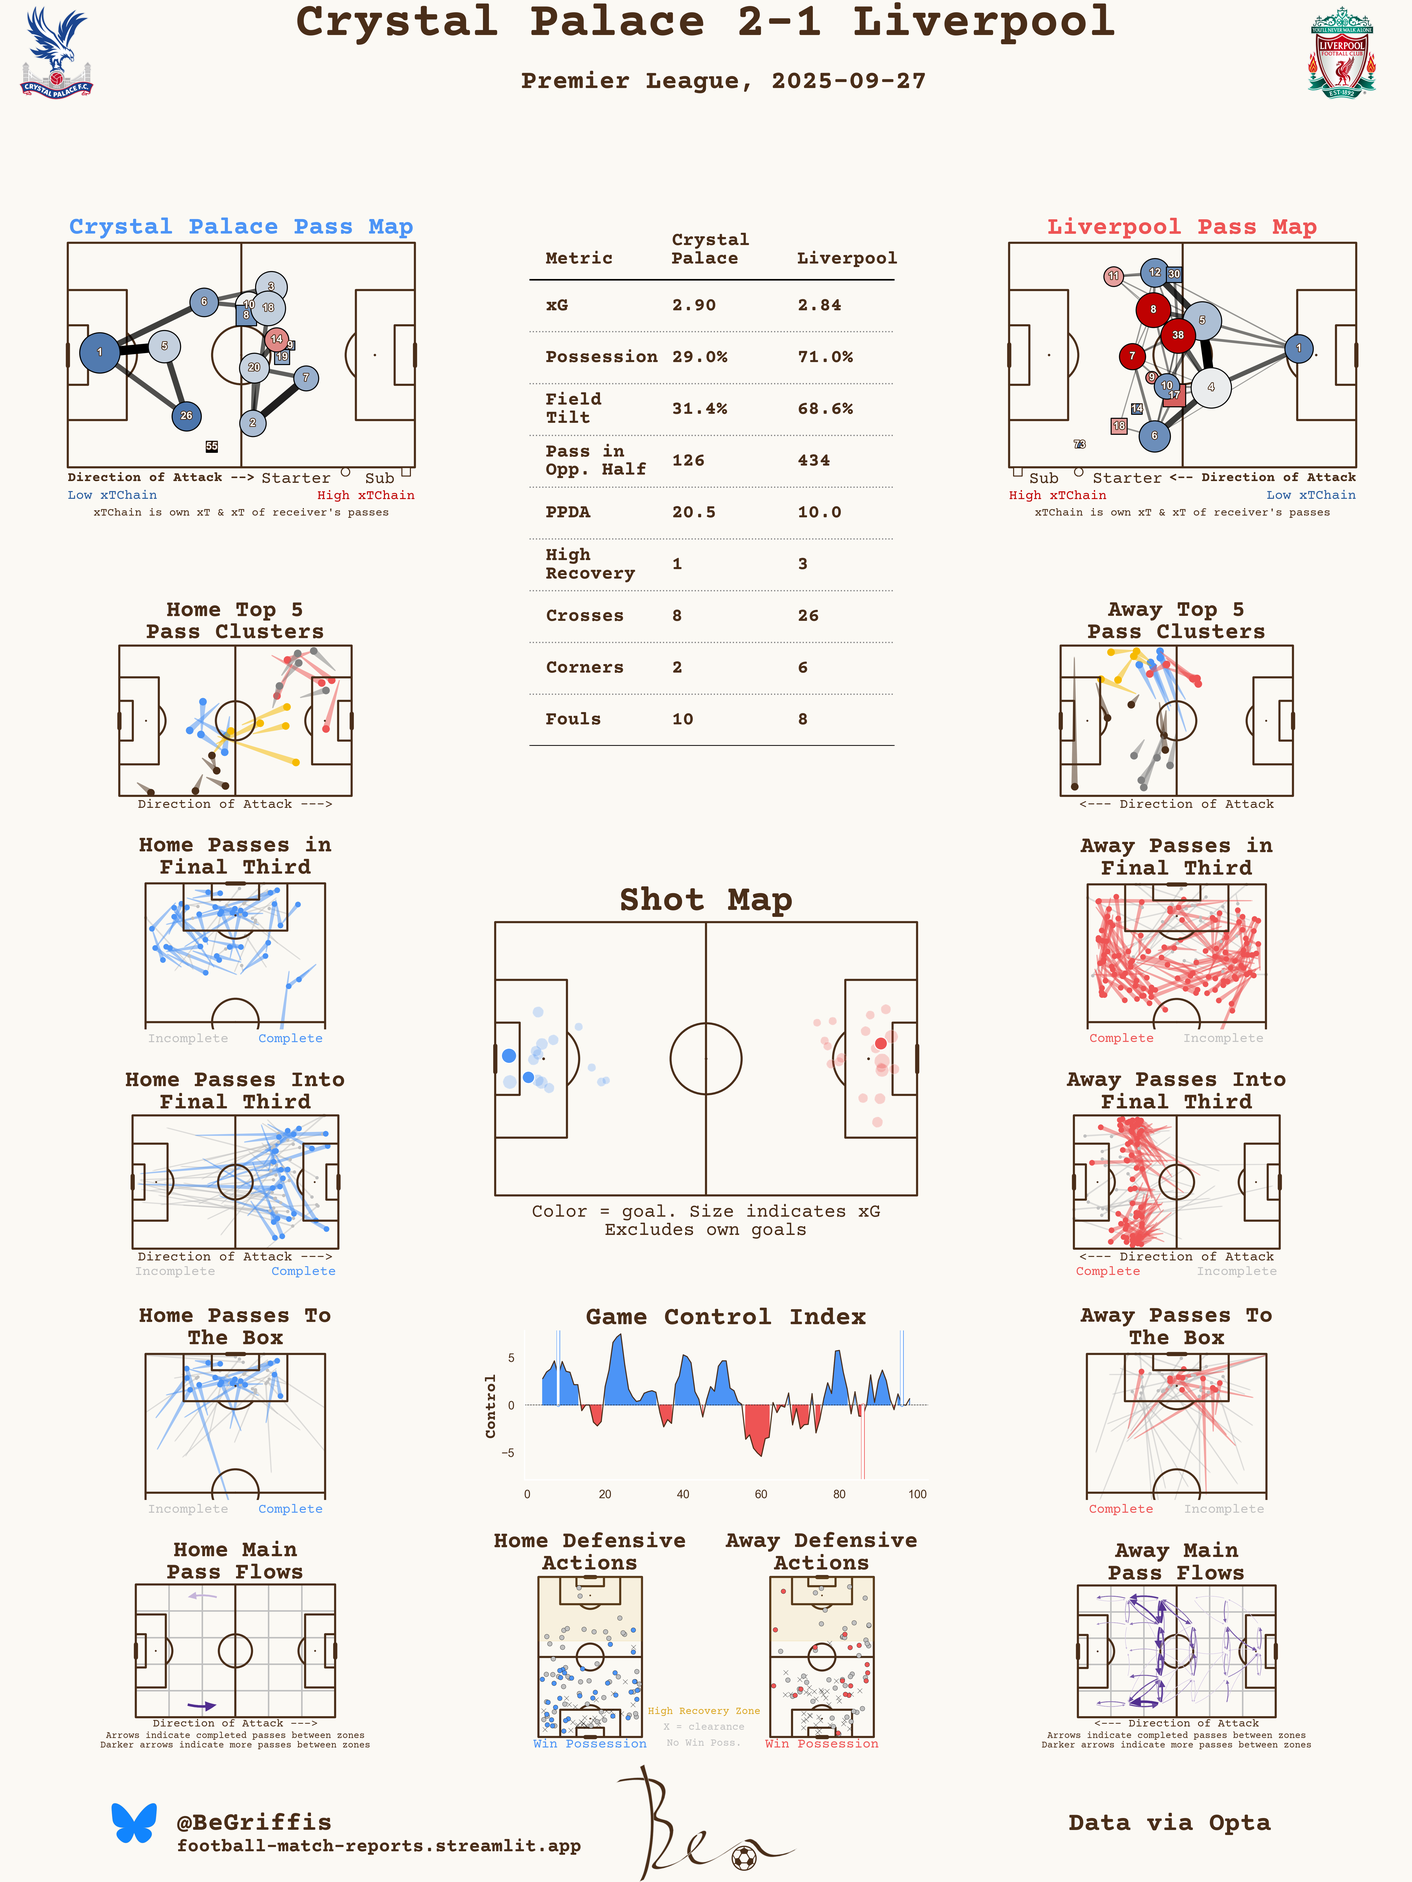 Crystal Palace 2-1 Liverpool
Premier League, 2025-09-27
CRYSTAL PALACE F.C.
YOU'LL NEVER WALK ALONE
LIVERPOOL
FOOTBALL CLUB
EST·1892
Crystal Palace Pass Map
1
5
26
6
3
10
18
8
14
9
19
20
7
2
55
Direction of Attack --> Starter Sub
Low xTChain High xTChain
xTChain is own xT & xT of receiver's passes
Metric Crystal Palace Liverpool
xG 2.90 2.84
Possession 29.0% 71.0%
Field Tilt 31.4% 68.6%
Pass in Opp. Half 126 434
PPDA 20.5 10.0
High Recovery 1 3
Crosses 8 26
Corners 2 6
Fouls 10 8
Liverpool Pass Map
11
12
30
8
5
38
7
1
9
10
17
4
14
18
6
73
Sub Starter <-- Direction of Attack
High xTChain Low xTChain
xTChain is own xT & xT of receiver's passes
Home Top 5
Pass Clusters
Direction of Attack --->
Away Top 5
Pass Clusters
<--- Direction of Attack
Home Passes in
Final Third
Incomplete Complete
Shot Map
Color = goal. Size indicates xG
Excludes own goals
Away Passes in
Final Third
Complete Incomplete
Home Passes Into
Final Third
Direction of Attack --->
Incomplete Complete
Away Passes Into
Final Third
<--- Direction of Attack
Complete Incomplete
Home Passes To
The Box
Incomplete Complete
Game Control Index
Control
5
0
−5
0 20 40 60 80 100
Away Passes To
The Box
Complete Incomplete
Home Main
Pass Flows
Direction of Attack --->
Arrows indicate completed passes between zones
Darker arrows indicate more passes between zones
Home Defensive
Actions
Win Possession
High Recovery Zone
X = clearance
No Win Poss.
Away Defensive
Actions
Win Possession
Away Main
Pass Flows
<--- Direction of Attack
Arrows indicate completed passes between zones
Darker arrows indicate more passes between zones
@BeGriffis
football-match-reports.streamlit.app
Ben
Data via Opta